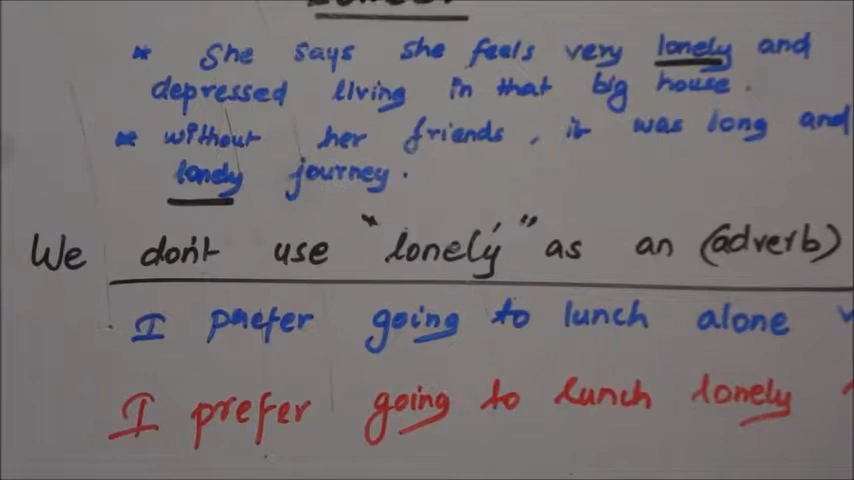 * She says she feels very lonely and
depressed living in that big house.
* without her friends, it was long and
lonely journey.
We don't use "lonely" as an (adverb)
I prefer going to lunch alone
I prefer going to lunch lonely